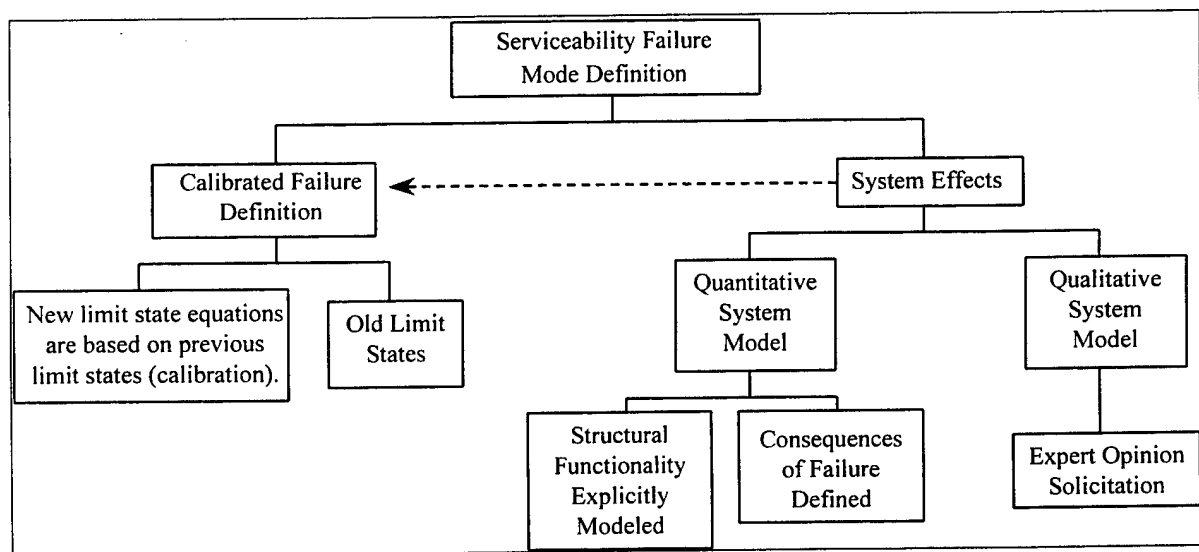 Serviceability Failure
Mode Definition
Calibrated Failure
Definition
System Effects
New limit state equations
are based on previous
limit states (calibration).
Old Limit
States
Quantitative
System
Model
Qualitative
System
Model
Structural
Functionality
Explicitly
Modeled
Consequences
of Failure
Defined
Expert Opinion
Solicitation